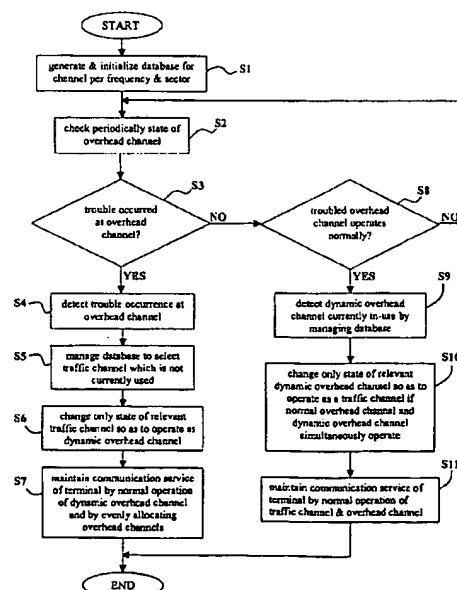 START
generate & initialize database for
channel per frequency & sector
S1
check periodically state of
overhead channel
S2
trouble occurred
at overhead
channel?
S3
NO
YES
troubled overhead
channel operates
normally?
S8
NO
YES
S4
detect trouble occurrence at
overhead channel
S5
manage database to select
traffic channel which is not
currently used
S6
change only state of relevant
traffic channel so as to operate as
dynamic overhead channel
S7
maintain communication service
of terminal by normal operation
of dynamic overhead channel
and by evenly allocating
overhead channels
S9
detect dynamic overhead
channel currently in-use by
managing database
S10
change only state of relevant
dynamic overhead channel so as to
operate as a traffic channel if
normal overhead channel and
dynamic overhead channel
simultaneously operate
S11
maintain communication service of
terminal by normal operation of
traffic channel & overhead channel
END